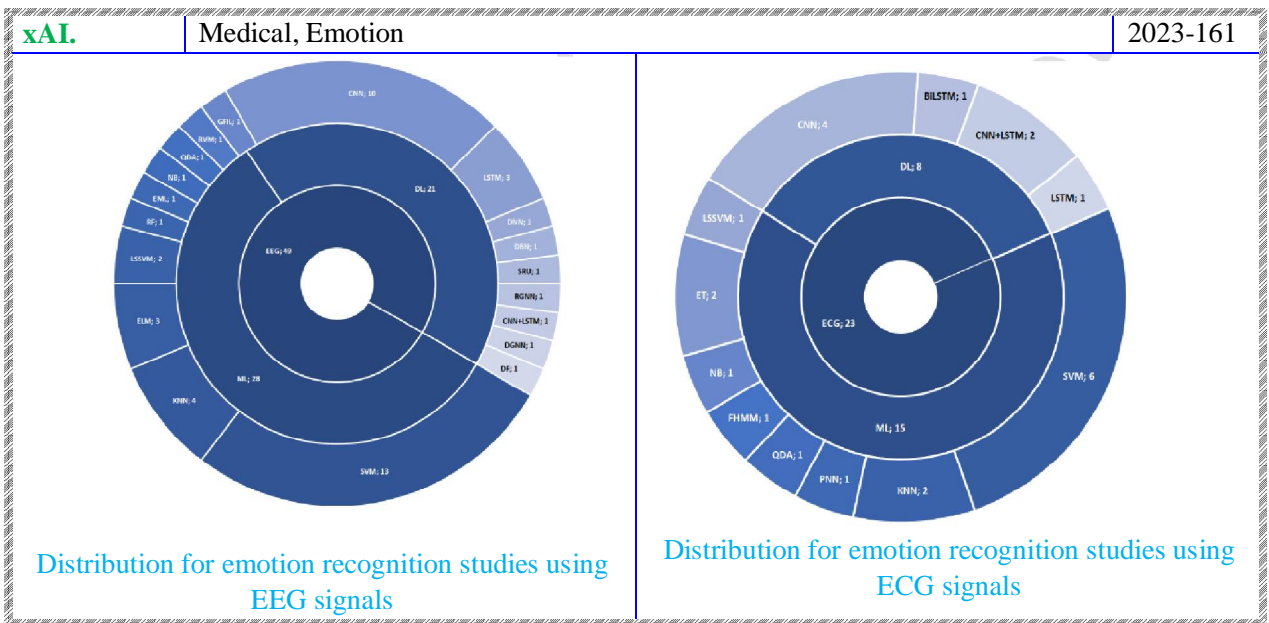 xAI.
Medical, Emotion
2023-161
CNN; 10
GFIL; 1
RVM; 1
QDA; 1
NB; 1
EML; 1
RF; 1
LSSVM; 2
ELM; 3
KNN; 4
SVM; 13
LSTM; 3
DNN; 1
DBN; 1
SRU; 1
RGNN; 1
CNN+LSTM; 1
DGNN; 1
DF; 1
DL; 21
EEG; 49
ML; 28
Distribution for emotion recognition studies using
EEG signals
BiLSTM; 1
CNN; 4
CNN+LSTM; 2
LSTM; 1
DL; 8
LSSVM; 1
ET; 2
NB; 1
FHMM; 1
QDA; 1
PNN; 1
KNN; 2
SVM; 6
ECG; 23
ML; 15
Distribution for emotion recognition studies using
ECG signals